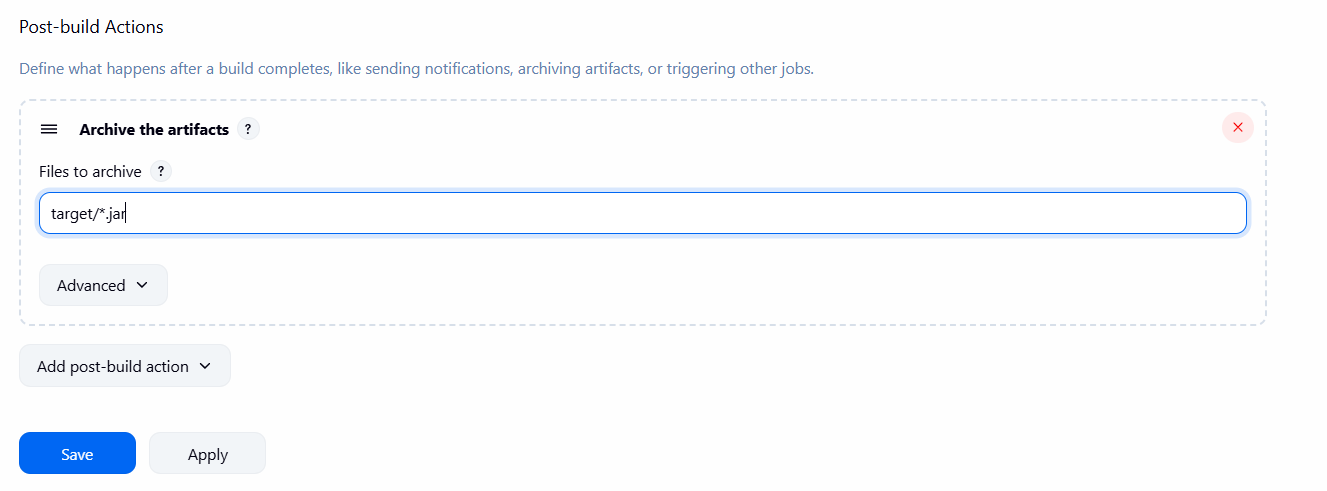 Post-build Actions
Define what happens after a build completes, like sending notifications, archiving artifacts, or triggering other jobs.
Archive the artifacts ?
Files to archive ?
target/*.jar
Advanced
Add post-build action
Save Apply